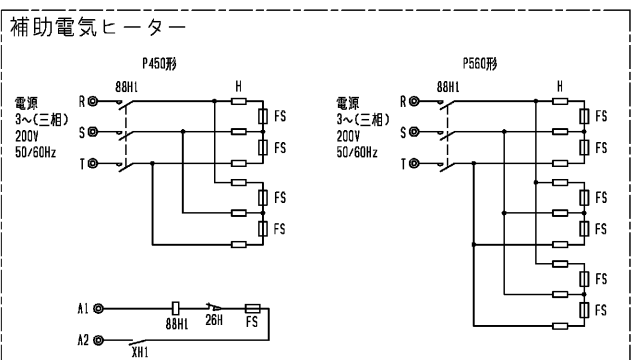 補助電気ヒーター
P450形
P560形
88H1
H
88H1
H
電源
3~(三相)
200V
50/60Hz
R
S
T
FS
FS
FS
FS
電源
3~(三相)
200V
50/60Hz
R
S
T
FS
FS
FS
FS
FS
FS
A1
88H1
26H
FS
A2
XH1